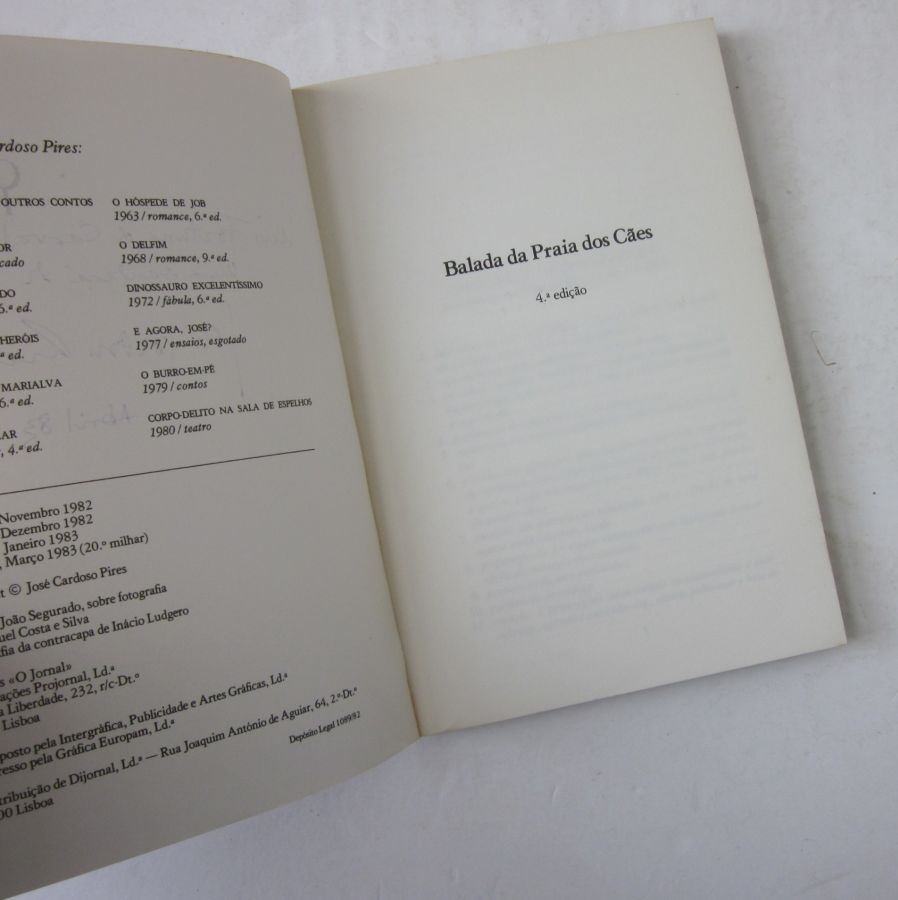 rdoso Pires:
OUTROS CONTOS
OR
cado
DO
6.ª ed.
HERÓIS
ª ed.
MARIALVA
6.ª ed.
LAR
, 4.ª ed.
O HÓSPEDE DE JOB
1963 / romance, 6.ª ed.
O DELFIM
1968 / romance, 9.ª ed.
DINOSSAURO EXCELENTÍSSIMO
1972 / fábula, 6.ª ed.
E AGORA, JOSÉ?
1977 / ensaios, esgotado
O BURRO-EM-PÉ
1979 / contos
CORPO-DELITO NA SALA DE ESPELHOS
1980 / teatro
Novembro 1982
Dezembro 1982
Janeiro 1983
, Março 1983 (20.º milhar)
t © José Cardoso Pires
João Segurado, sobre fotografia
uel Costa e Silva
fia da contracapa de Inácio Ludgero
s «O Jornal»
ações Projornal, Ld.ª
a Liberdade, 232, r/c-Dt.º
Lisboa
posto pela Intergráfica, Publicidade e Artes Gráficas, Ld.ª
resso pela Gráfica Europam, Ld.ª
Depósito Legal 1089/82
tribuição de Dijornal, Ld.ª — Rua Joaquim António de Aguiar, 64, 2.º-Dt.º
00 Lisboa
Balada da Praia dos Cães
4.ª edição